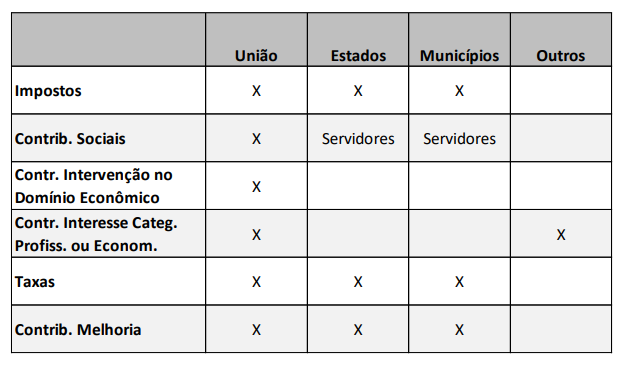 União Estados Municípios Outros
Impostos X X X
Contrib. Sociais X Servidores Servidores
Contr. Intervenção no
Domínio Econômico X
Contr. Interesse Categ.
Profiss. ou Econom. X X
Taxas X X X
Contrib. Melhoria X X X